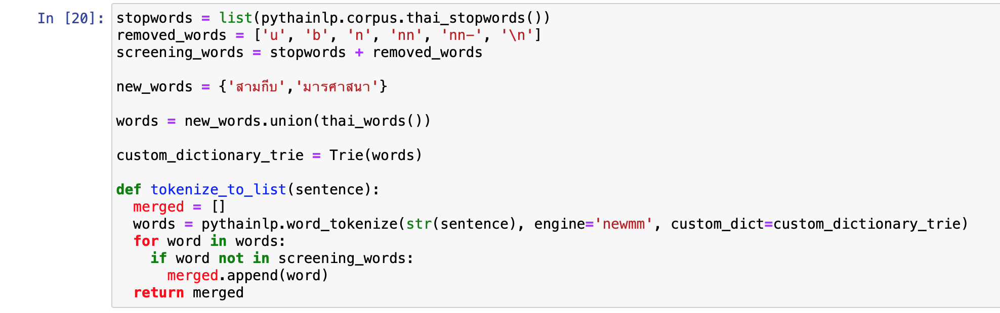 In [20]: stopwords = list(pythainlp.corpus.thai_stopwords())
removed_words = ['u', 'b', 'n', 'nn', 'nn-', '\n']
screening_words = stopwords + removed_words
new_words = {'สามกีบ','มารศาสนา'}
words = new_words.union(thai_words())
custom_dictionary_trie = Trie(words)
def tokenize_to_list(sentence):
  merged = []
  words = pythainlp.word_tokenize(str(sentence), engine='newmm', custom_dict=custom_dictionary_trie)
  for word in words:
    if word not in screening_words:
      merged.append(word)
  return merged